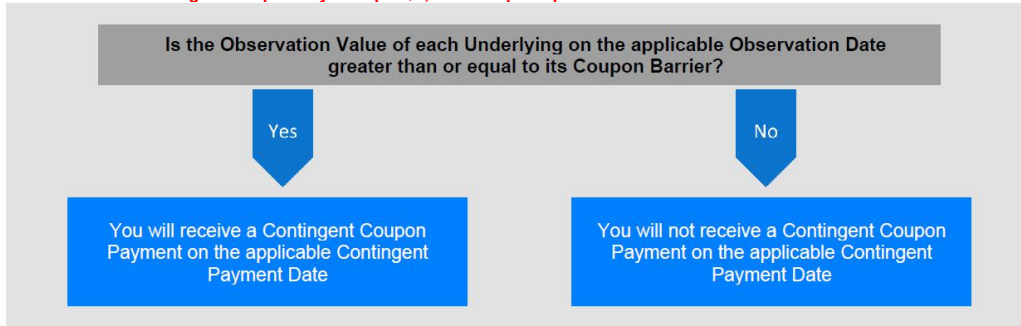 Is the Observation Value of each Underlying on the applicable Observation Date
greater than or equal to its Coupon Barrier?
Yes
No
You will receive a Contingent Coupon
Payment on the applicable Contingent
Payment Date
You will not receive a Contingent Coupon
Payment on the applicable Contingent
Payment Date